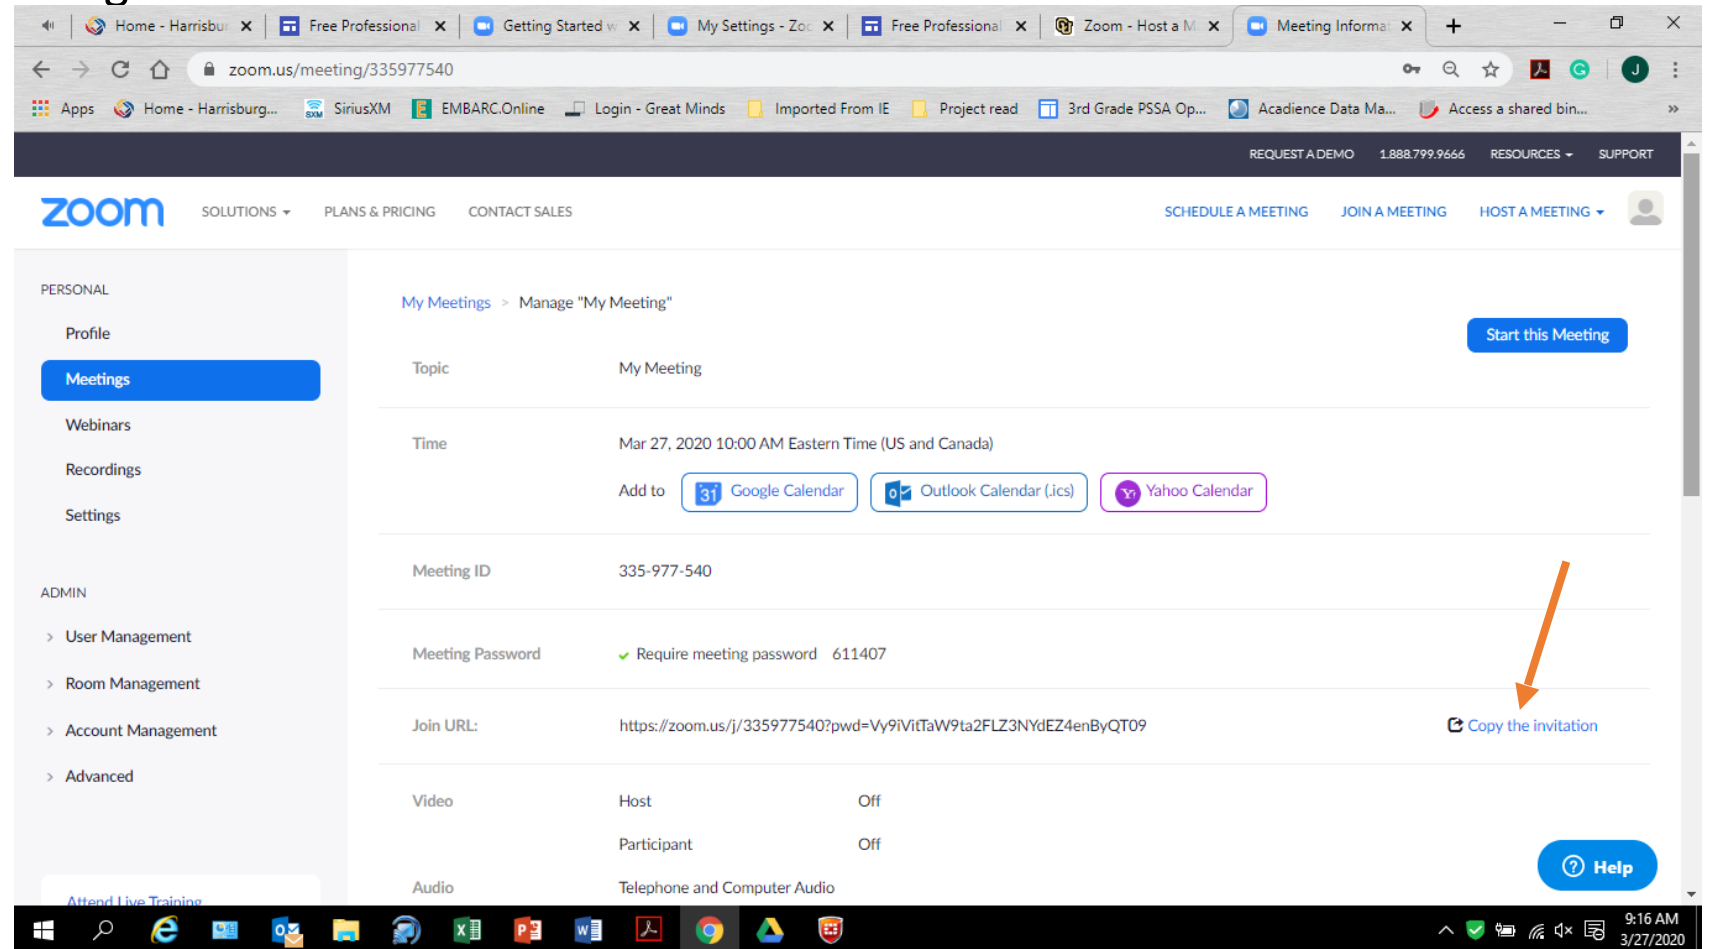 Home - Harrisbur
Free Professional
Getting Started w
My Settings - Zoo
Free Professional
Zoom - Host a M
Meeting Informat
zoom.us/meeting/335977540
J
Apps
Home - Harrisburg...
SiriusXM
EMBARC.Online
Login - Great Minds
Imported From IE
Project read
3rd Grade PSSA Op...
Acadience Data Ma...
Access a shared bin...
REQUEST A DEMO 1.888.799.9666 RESOURCES SUPPORT
zoom SOLUTIONS PLANS & PRICING CONTACT SALES SCHEDULE A MEETING JOIN A MEETING HOST A MEETING
PERSONAL
Profile
Meetings
Webinars
Recordings
Settings
ADMIN
> User Management
> Room Management
> Account Management
> Advanced
Attend Live Training
My Meetings > Manage "My Meeting"
Start this Meeting
Topic My Meeting
Time Mar 27, 2020 10:00 AM Eastern Time (US and Canada)
Add to Google Calendar Outlook Calendar (.ics) Yahoo Calendar
Meeting ID 335-977-540
Meeting Password Require meeting password 611407
Join URL: https://zoom.us/j/335977540?pwd=Vy9iVitTaW9ta2FLZ3NYdEZ4enByQT09 Copy the invitation
Video Host Off
Participant Off
Audio Telephone and Computer Audio
Help
9:16 AM
3/27/2020